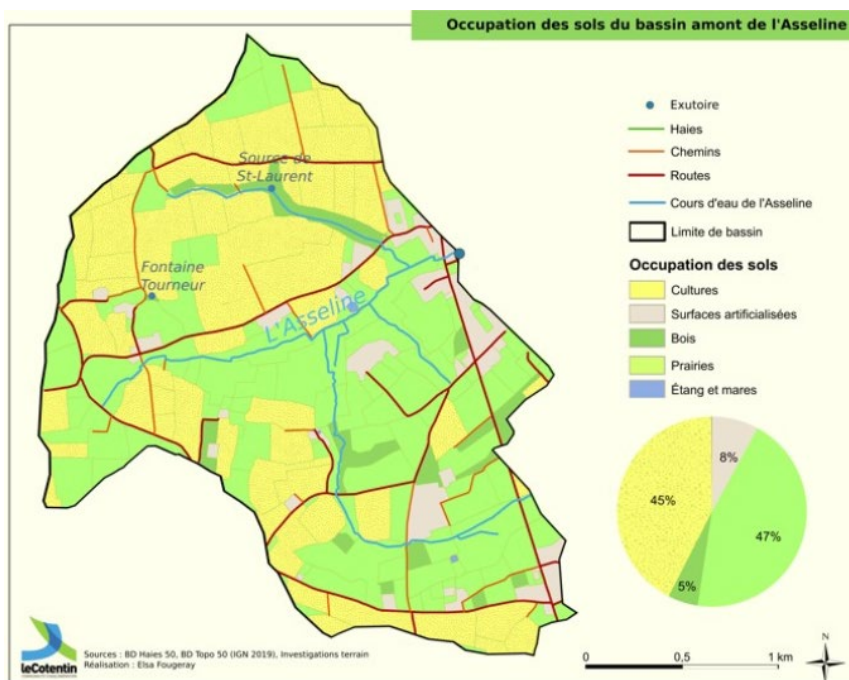 Occupation des sols du bassin amont de l'Asseline
Exutoire
Haies
Chemins
Routes
Cours d'eau de l'Asseline
Limite de bassin
Occupation des sols
Cultures
Surfaces artificialisées
Bois
Prairies
Étang et mares
Source de
St-Laurent
Fontaine
Tourneur
L'Asseline
8%
45%
47%
5%
leCotentin
Sources : BD Haies 50, BD Topo 50 (IGN 2019), Investigations terrain
Réalisation : Elsa Fougeray
0 0,5 1 km
N